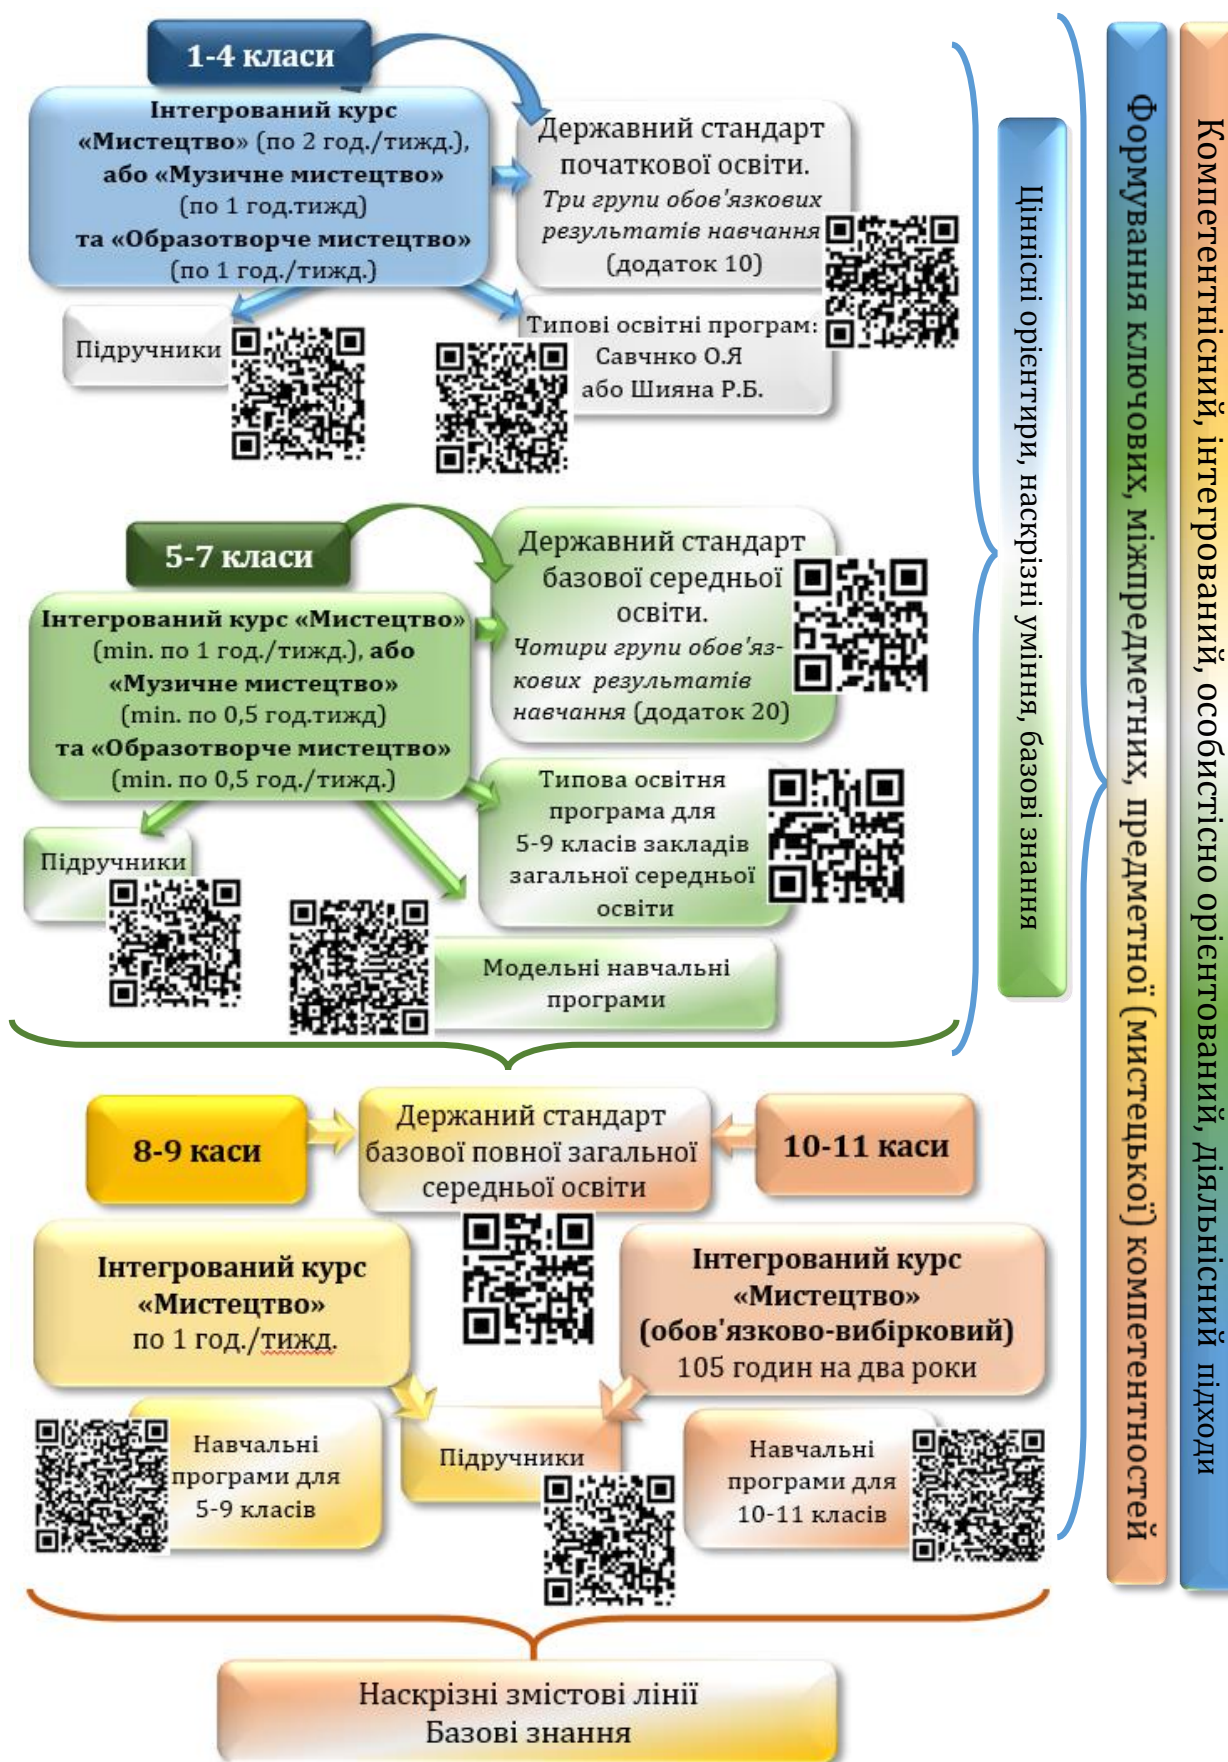 1-4 класи
Інтегрований курс
«Мистецтво» (по 2 год./тижд.),
або «Музичне мистецтво»
(по 1 год.тижд)
та «Образотворче мистецтво»
(по 1 год./тижд.)
Державний стандарт
початкової освіти.
Три групи обов'язкових
результатів навчання
(додаток 10)
Підручники
Типові освітні програм:
Савчнко О.Я
або Шияна Р.Б.
5-7 класи
Інтегрований курс «Мистецтво»
(min. по 1 год./тижд.), або
«Музичне мистецтво»
(min. по 0,5 год.тижд)
та «Образотворче мистецтво»
(min. по 0,5 год./тижд.)
Державний стандарт
базової середньої
освіти.
Чотири групи обов'яз-
кових результатів
навчання (додаток 20)
Типова освітня
програма для
5-9 класів закладів
загальної середньої
освіти
Підручники
Модельні навчальні
програми
8-9 каси
Держаний стандарт
базової повної загальної
середньої освіти
10-11 каси
Інтегрований курс
«Мистецтво»
по 1 год./тижд.
Інтегрований курс
«Мистецтво»
(обов'язково-вибірковий)
105 годин на два роки
Навчальні
програми для
5-9 класів
Підручники
Навчальні
програми для
10-11 класів
Наскрізні змістові лінії
Базові знання
Ціннісні орієнтири, наскрізні уміння, базові знання
Формування ключових, міжпредметних, предметної (мистецької) компетентностей
Компетентнісний, інтегрований, особистісно орієнтований, діяльнісний підходи